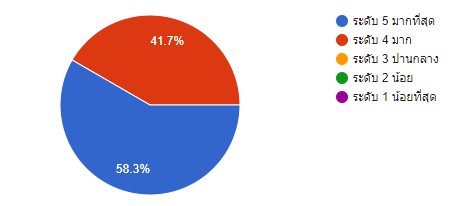 41.7%
58.3%
ระดับ 5 มากที่สุด
ระดับ 4 มาก
ระดับ 3 ปานกลาง
ระดับ 2 น้อย
ระดับ 1 น้อยที่สุด